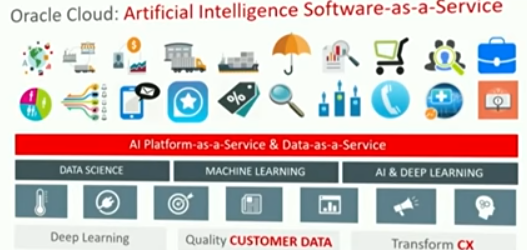 Oracle Cloud: Artificial Intelligence Software-as-a-Service
%
AI Platform-as-a-Service & Data-as-a-Service
DATA SCIENCE
MACHINE LEARNING
AI & DEEP LEARNING
Deep Learning
Quality CUSTOMER DATA
Transform CX